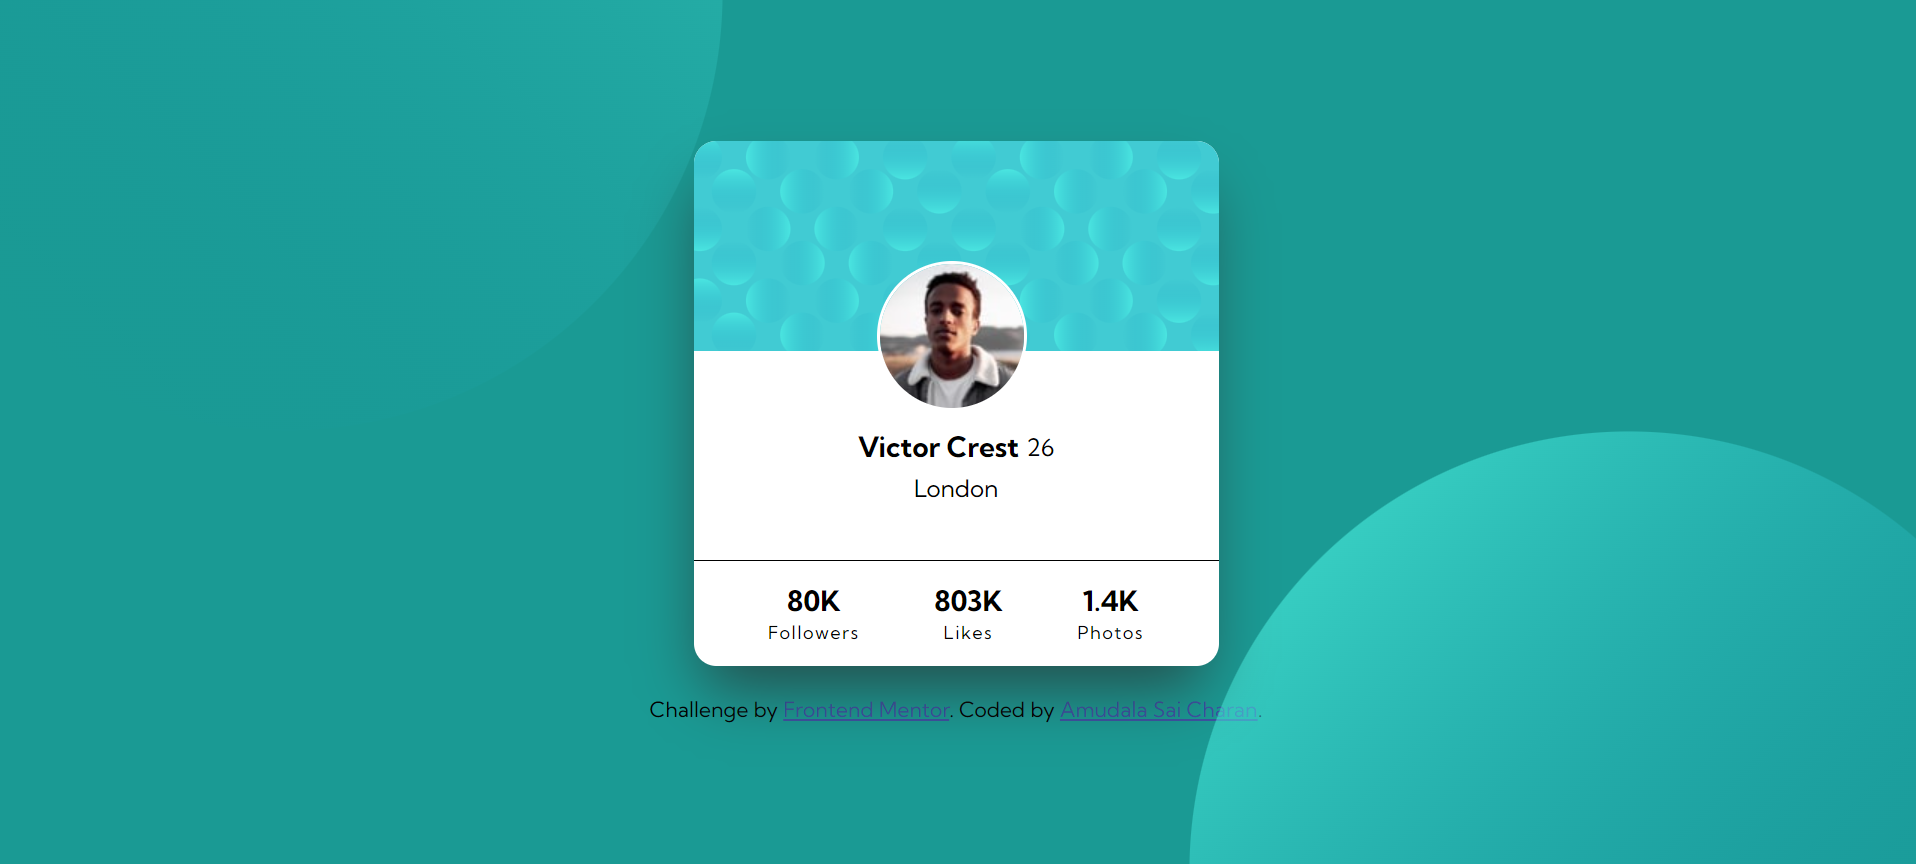 Victor Crest 26
London
80K 803K 1.4K
Followers Likes Photos
Challenge by Frontend Mentor. Coded by Amudala Sai Charan.